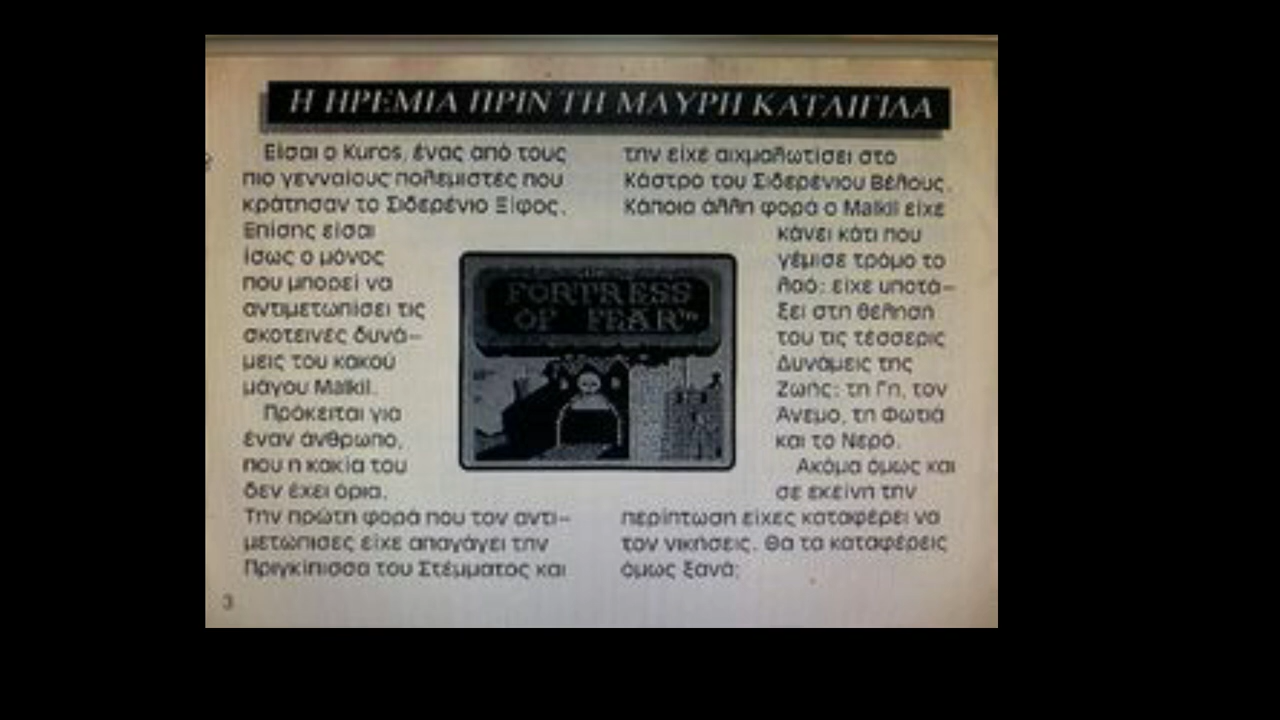 Η ΗΡΕΜΙΑ ΠΡΙΝ ΤΗ ΜΑΥΡΗ ΚΑΤΑΙΓΙΔΑ
Είσαι ο Kuros, ένας από τους
πιο γενναίους πολεμιστές που
κράτησαν το Σιδερένιο Ξίφος.
Επίσης είσαι
ίσως ο μόνος
που μπορεί να
αντιμετωπίσει τις
σκοτεινές δυνά–
μεις του κακού
μάγου Malkil.
Πρόκειται για
έναν άνθρωπο,
που η κακία του
δεν έχει όρια.
Την πρώτη φορά που τον αντι–
μετώπισες είχε απαγάγει την
Πριγκίπισσα του Στέμματος και
την είχε αιχμαλωτίσει στο
Κάστρο του Σιδερένιου Βέλους.
Κάποια άλλη φορά ο Malkil είχε
κάνει κάτι που
γέμισε τρόμο το
λαό: είχε υποτά–
ξει στη θέληση
του τις τέσσερις
Δυνάμεις της
Ζωής: τη Γη, τον
Άνεμο, τη Φωτιά
και το Νερό.
Ακόμα όμως και
σε εκείνη την
περίπτωση είχες καταφέρει να
τον νικήσεις. Θα τα καταφέρεις
όμως ξανά;
FORTRESS
OF FEAR™
3